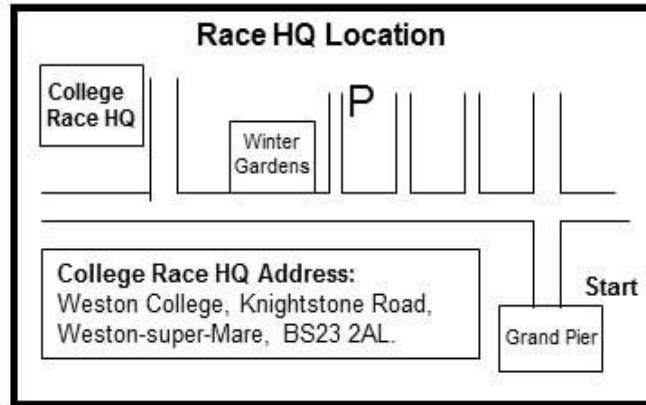 Race HQ Location
College
Race HQ
P
Winter
Gardens
College Race HQ Address:
Weston College, Knightstone Road,
Weston-super-Mare, BS23 2AL.
Start
Grand Pier